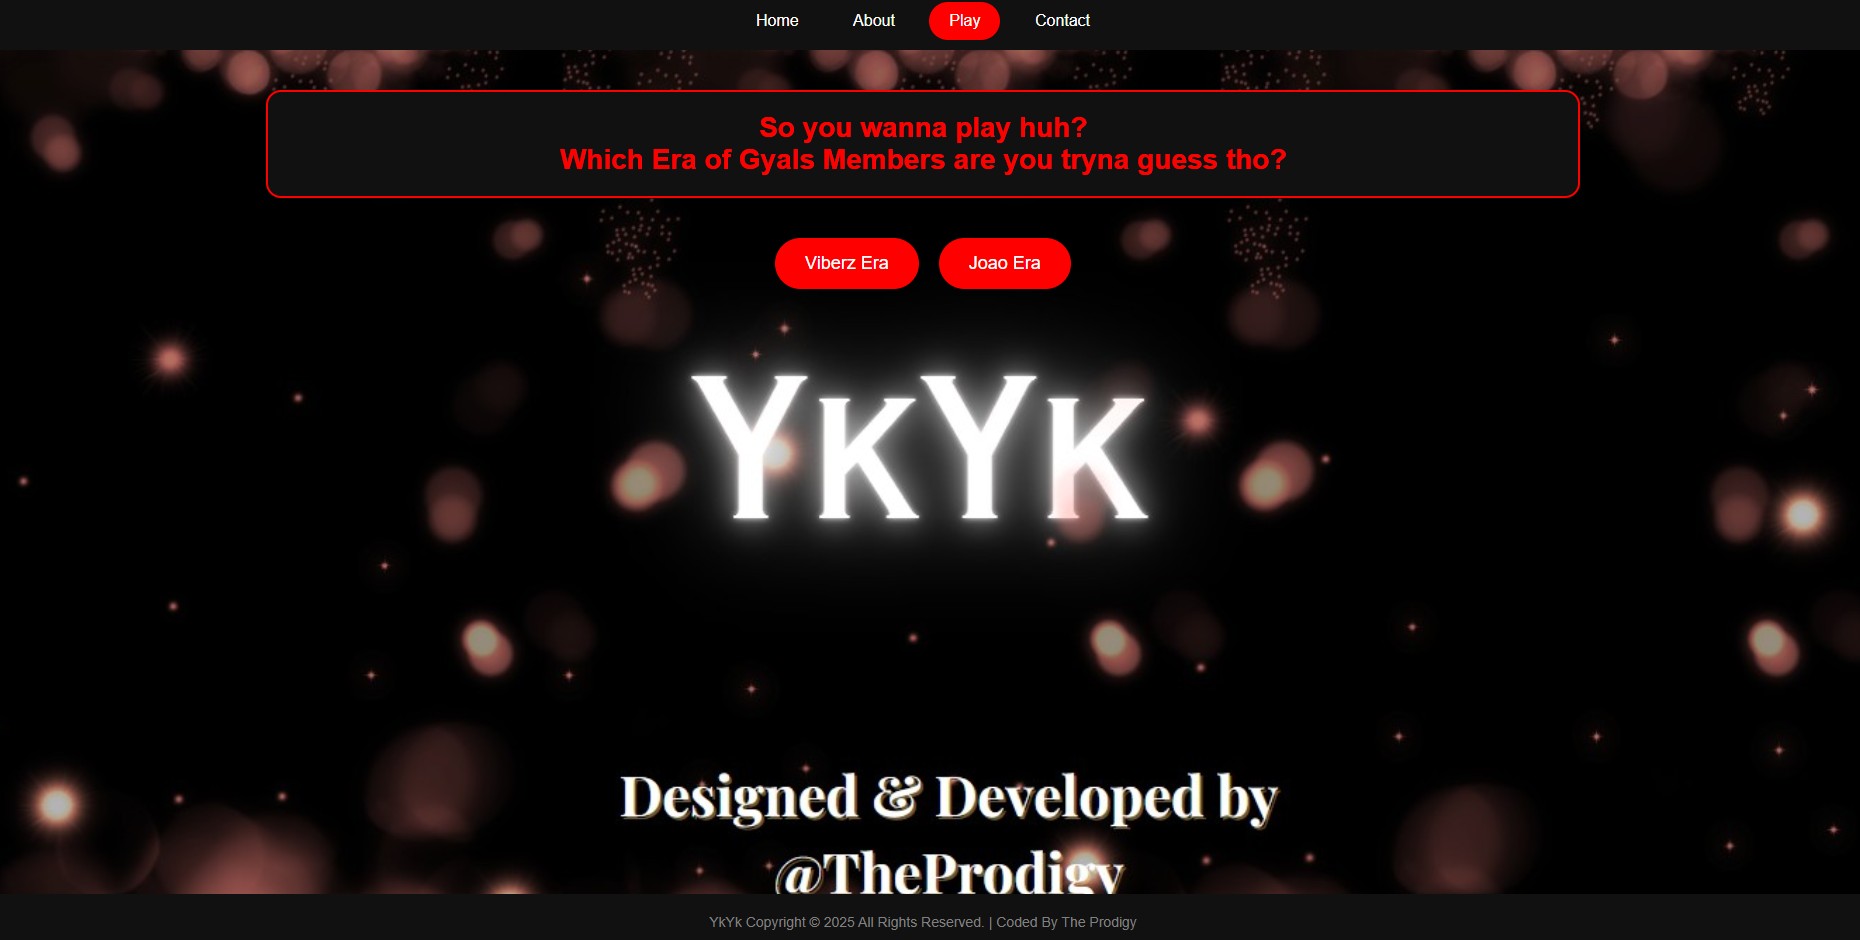 Home About Play Contact
So you wanna play huh?
Which Era of Gyals Members are you tryna guess tho?
Viberz Era Joao Era
YkYk
Designed & Developed by
@TheProdigy
YkYk Copyright © 2025 All Rights Reserved. | Coded By The Prodigy